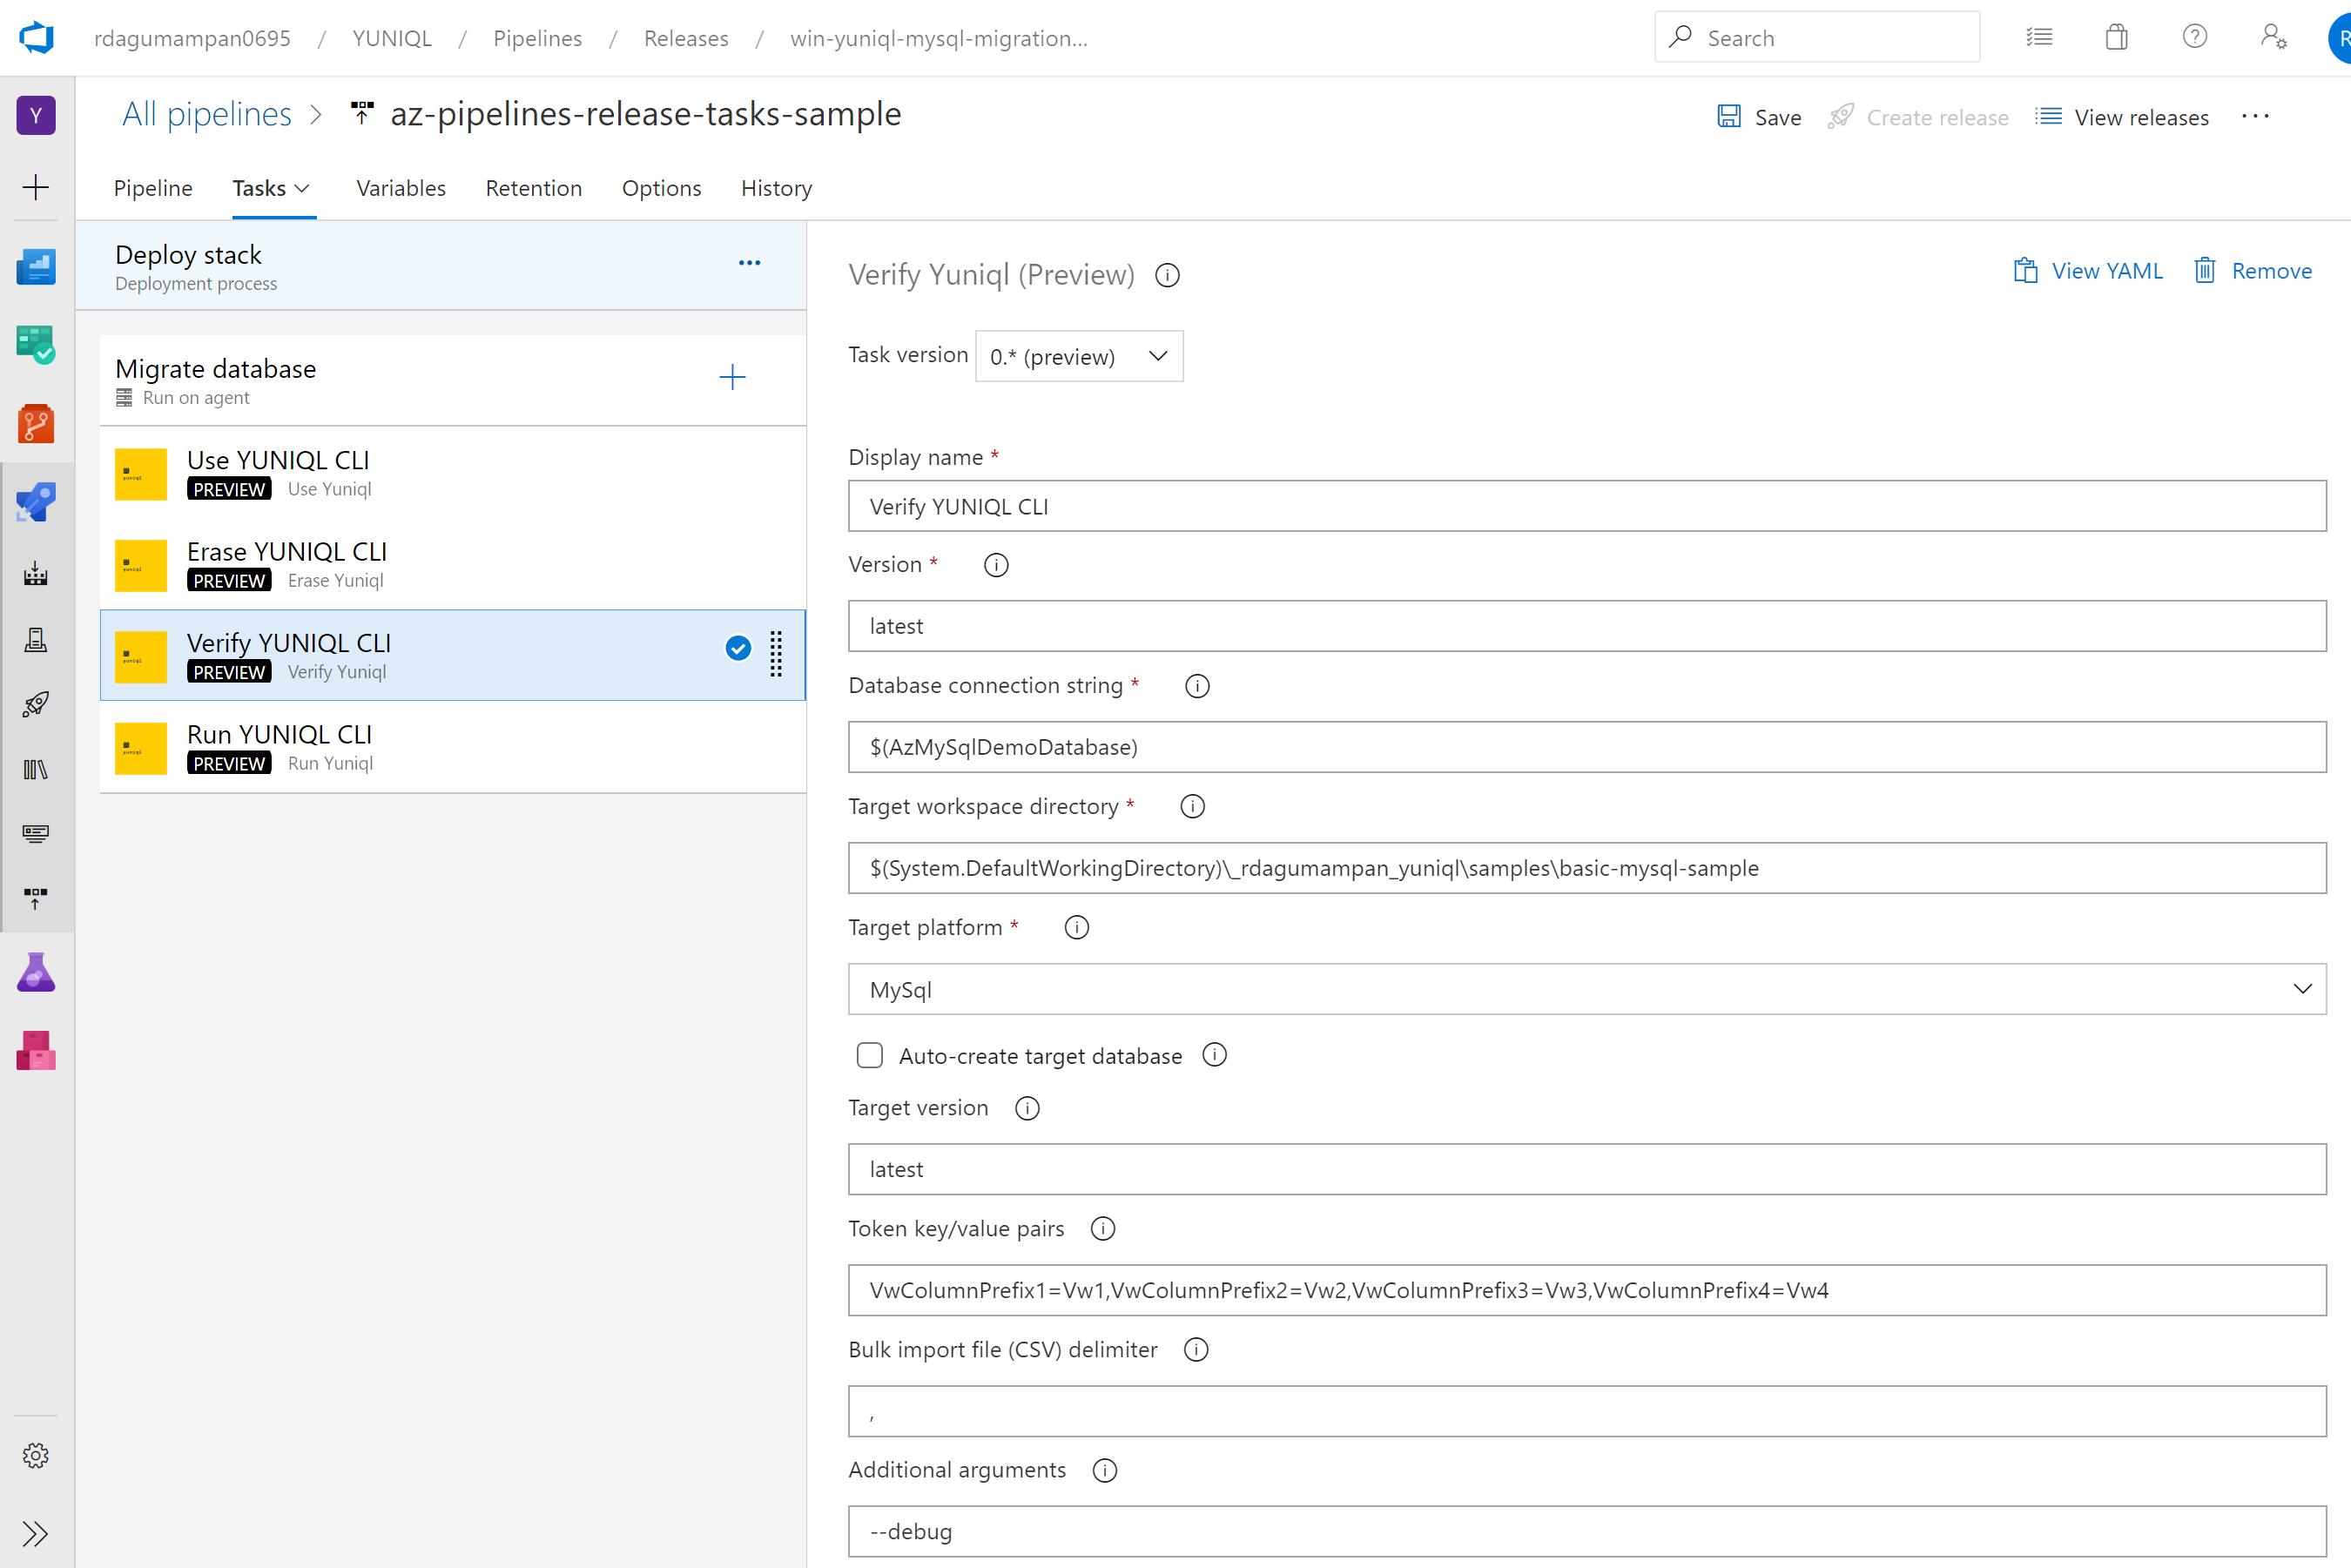 rdagumampan0695 / YUNIQL / Pipelines / Releases / win-yuniql-mysql-migration...
Search
R
Y
All pipelines > az-pipelines-release-tasks-sample
Save
Create release
View releases
Pipeline
Tasks
Variables
Retention
Options
History
Deploy stack
Deployment process
Migrate database
Run on agent
Use YUNIQL CLI
PREVIEW Use Yuniql
Erase YUNIQL CLI
PREVIEW Erase Yuniql
Verify YUNIQL CLI
PREVIEW Verify Yuniql
Run YUNIQL CLI
PREVIEW Run Yuniql
yuniql
yuniql
yuniql
yuniql
Verify Yuniql (Preview)
View YAML
Remove
Task version 0.* (preview)
Display name *
Verify YUNIQL CLI
Version *
latest
Database connection string *
$(AzMySqlDemoDatabase)
Target workspace directory *
$(System.DefaultWorkingDirectory)\_rdagumampan_yuniql\samples\basic-mysql-sample
Target platform *
MySql
Auto-create target database
Target version
latest
Token key/value pairs
VwColumnPrefix1=Vw1,VwColumnPrefix2=Vw2,VwColumnPrefix3=Vw3,VwColumnPrefix4=Vw4
Bulk import file (CSV) delimiter
,
Additional arguments
--debug